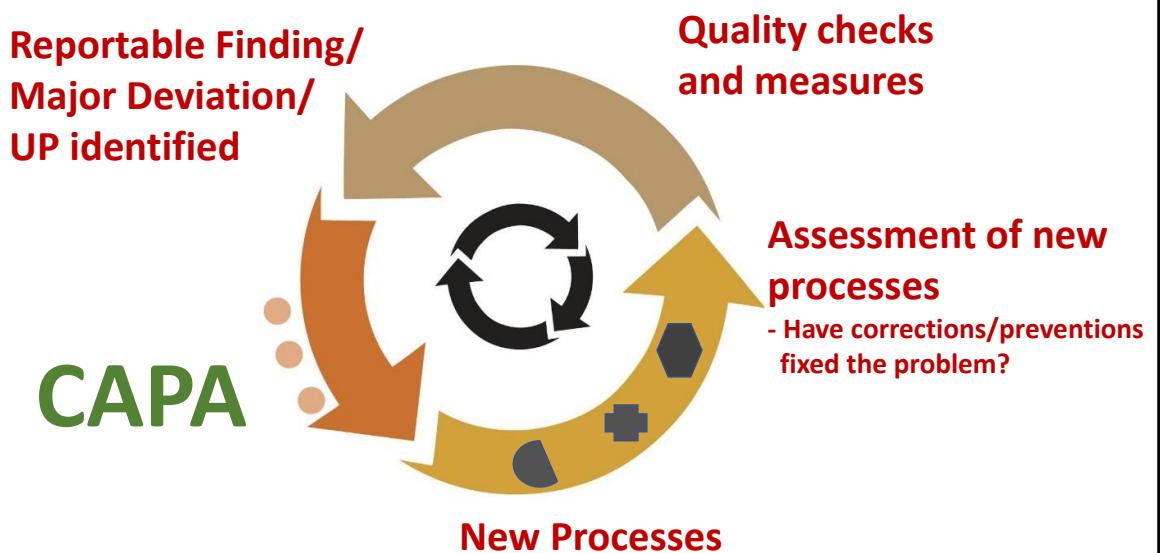 Reportable Finding/
Major Deviation/
UP identified
Quality checks
and measures
Assessment of new
processes
- Have corrections/preventions
fixed the problem?
CAPA
New Processes